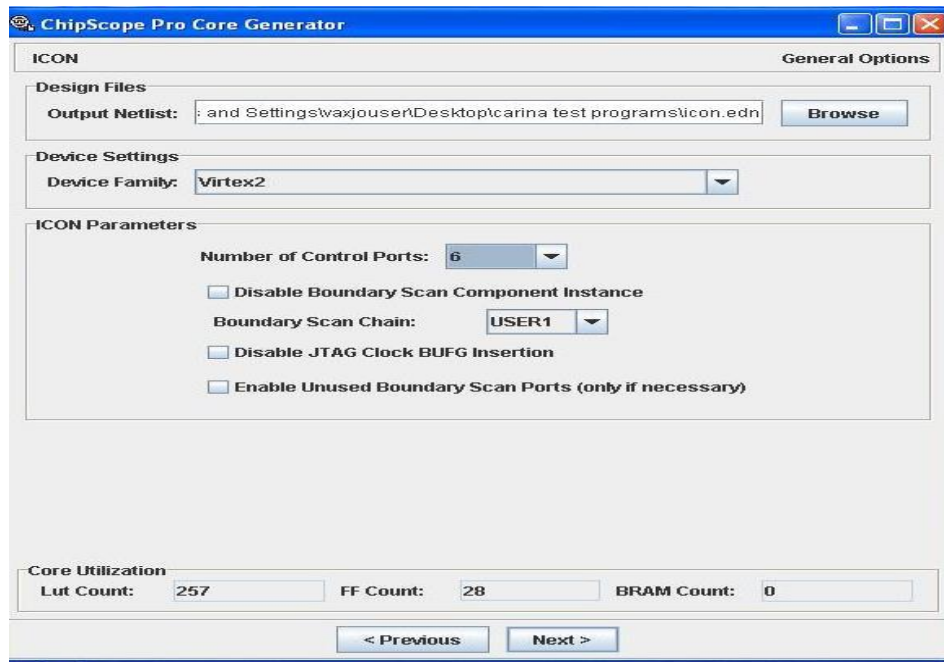 ChipScope Pro Core Generator
ICON General Options
Design Files
Output Netlist: : and Settings\vaxjouser\Desktop\carina test programs\icon.edn Browse
Device Settings
Device Family: Virtex2
ICON Parameters
Number of Control Ports: 6
Disable Boundary Scan Component Instance
Boundary Scan Chain: USER1
Disable JTAG Clock BUFG Insertion
Enable Unused Boundary Scan Ports (only if necessary)
Core Utilization
Lut Count: 257 FF Count: 28 BRAM Count: 0
< Previous Next >